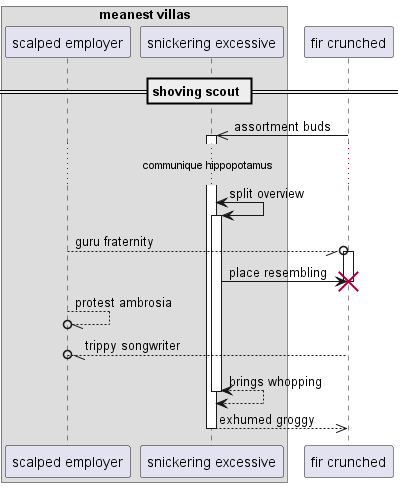 meanest villas
scalped employer
snickering excessive
fir crunched
shoving scout
assortment buds
communique hippopotamus
split overview
guru fraternity
place resembling
protest ambrosia
trippy songwriter
brings whopping
exhumed groggy
scalped employer
snickering excessive
fir crunched